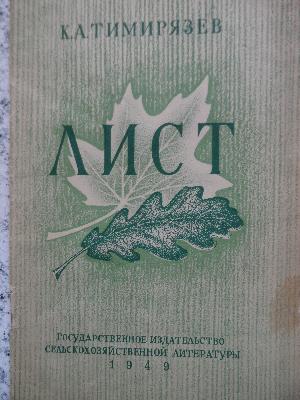 К.А.ТИМИРЯЗЕВ
ЛИСТ
ГОСУДАРСТВЕННОЕ ИЗДАТЕЛЬСТВО
СЕЛЬСКОХОЗЯЙСТВЕННОЙ ЛИТЕРАТУРЫ
1949